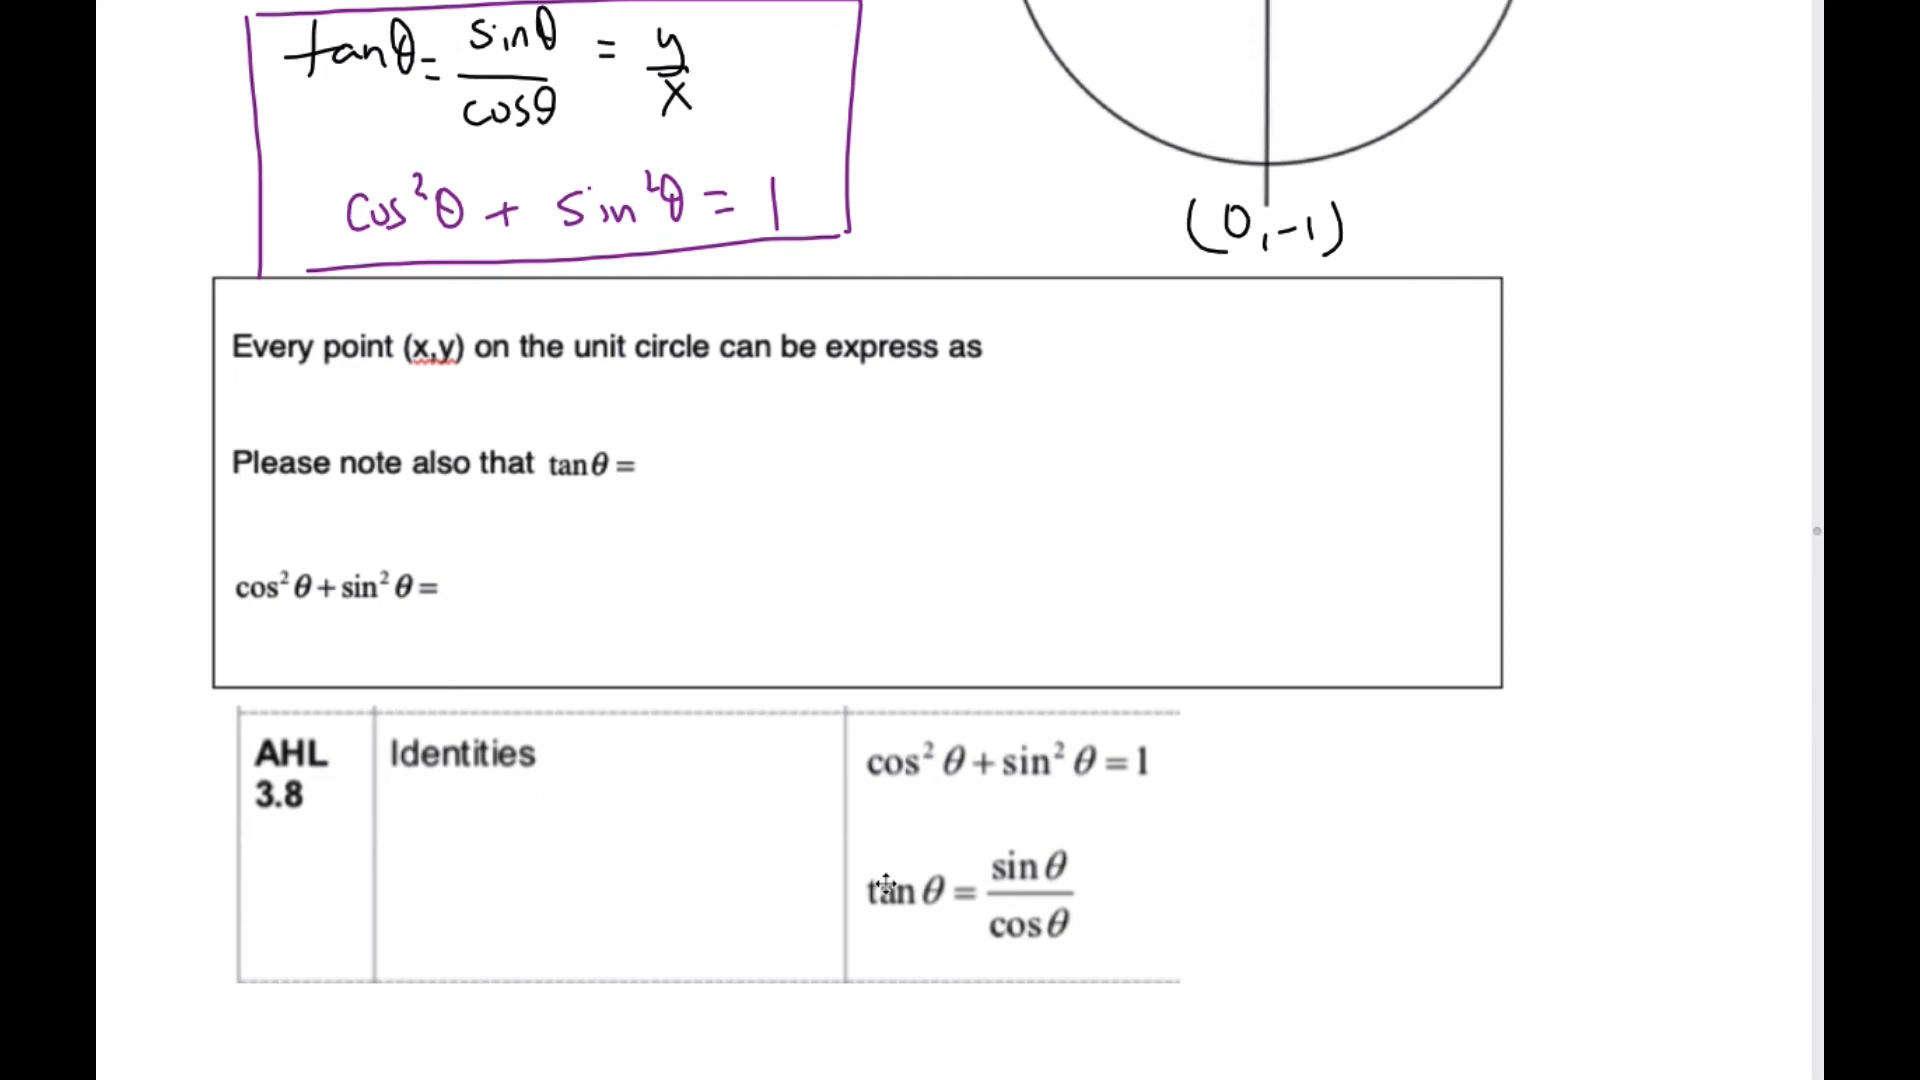 tanθ = sinθ/cosθ = y/x
cos²θ + sin²θ = 1
(0,-1)
Every point (x,y) on the unit circle can be express as
Please note also that tanθ =
cos²θ + sin²θ =
AHL 3.8
Identities
cos²θ + sin²θ = 1
tanθ = sinθ/cosθ